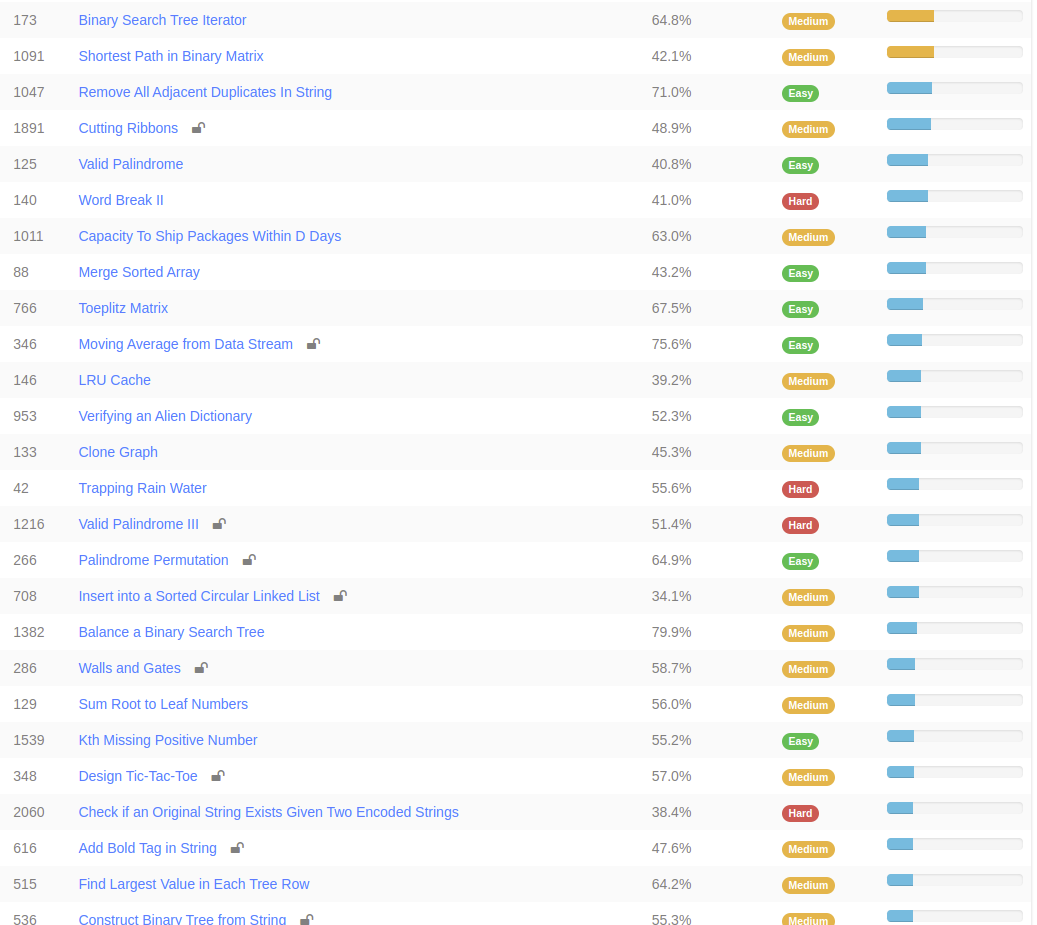 173 Binary Search Tree Iterator 64.8% Medium
1091 Shortest Path in Binary Matrix 42.1% Medium
1047 Remove All Adjacent Duplicates In String 71.0% Easy
1891 Cutting Ribbons 48.9% Medium
125 Valid Palindrome 40.8% Easy
140 Word Break II 41.0% Hard
1011 Capacity To Ship Packages Within D Days 63.0% Medium
88 Merge Sorted Array 43.2% Easy
766 Toeplitz Matrix 67.5% Easy
346 Moving Average from Data Stream 75.6% Easy
146 LRU Cache 39.2% Medium
953 Verifying an Alien Dictionary 52.3% Easy
133 Clone Graph 45.3% Medium
42 Trapping Rain Water 55.6% Hard
1216 Valid Palindrome III 51.4% Hard
266 Palindrome Permutation 64.9% Easy
708 Insert into a Sorted Circular Linked List 34.1% Medium
1382 Balance a Binary Search Tree 79.9% Medium
286 Walls and Gates 58.7% Medium
129 Sum Root to Leaf Numbers 56.0% Medium
1539 Kth Missing Positive Number 55.2% Easy
348 Design Tic-Tac-Toe 57.0% Medium
2060 Check if an Original String Exists Given Two Encoded Strings 38.4% Hard
616 Add Bold Tag in String 47.6% Medium
515 Find Largest Value in Each Tree Row 64.2% Medium
536 Construct Binary Tree from String 55.3% Medium